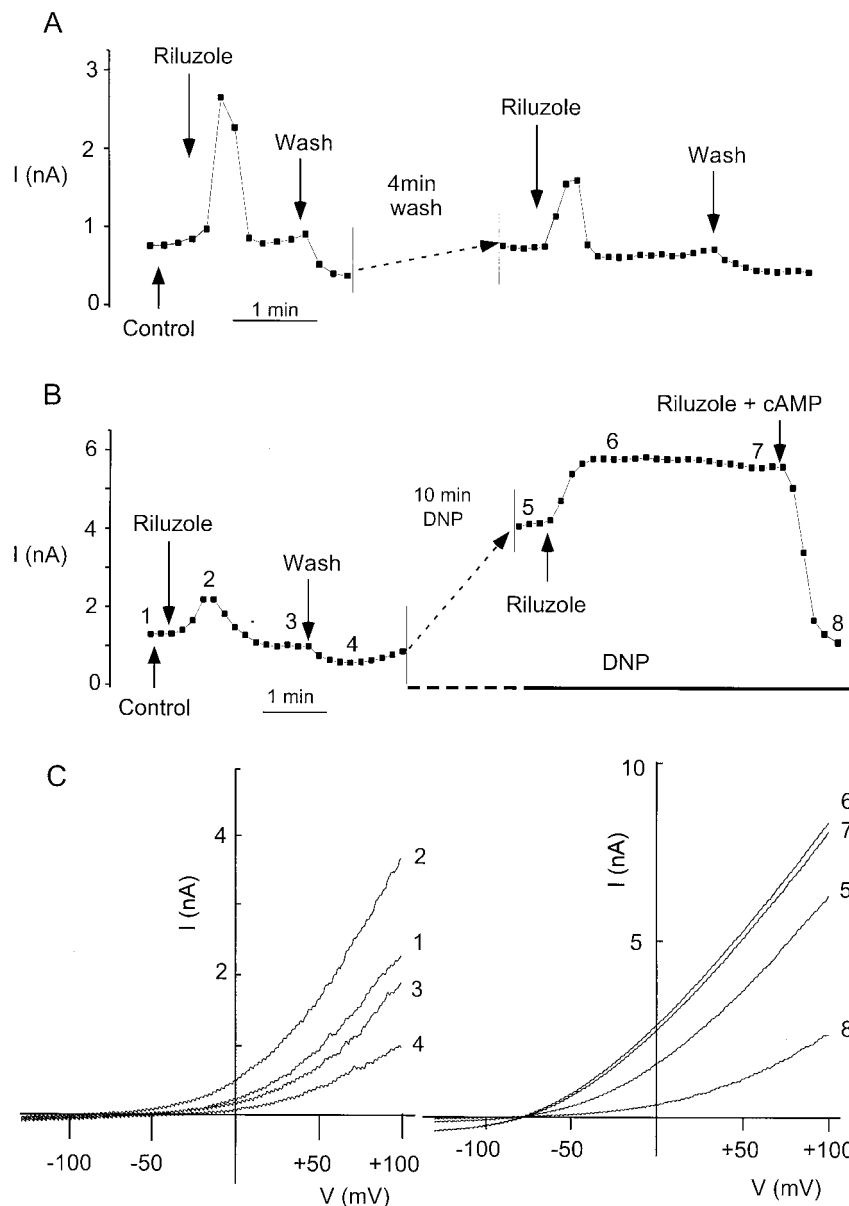 A
3
Riluzole
Riluzole
2
Wash
Wash
I (nA)
4min
wash
1
0
1 min
Control
B
Riluzole + cAMP
6
6
7
10 min
DNP
5
4
Riluzole
I (nA)
Wash
2
Riluzole
2
1
3
4
8
DNP
0
1 min
Control
C
10
4
6
7
2
I (nA)
I (nA)
5
1
5
2
3
8
4
-100
-50
+50
+100
-100
-50
+50
+100
V (mV)
V (mV)